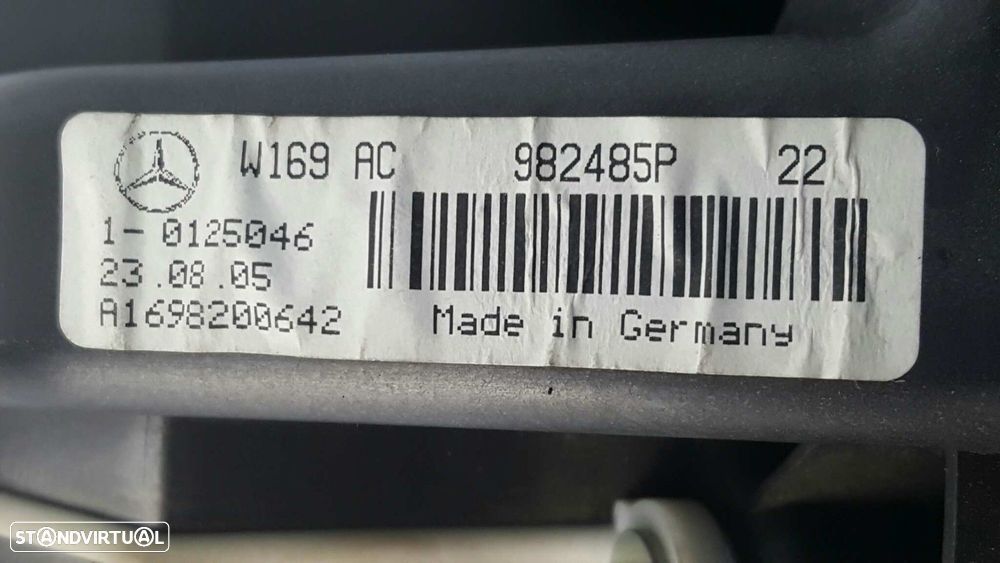 W169 AC 982485P 22
1-0125046
23.08.05
A1698200642 Made in Germany
STANDVIRTUAL